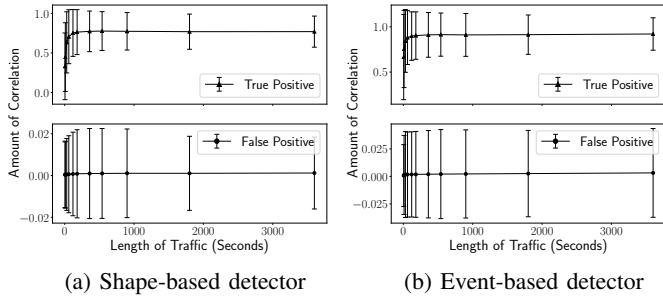 1.0
0.5
0.0
True Positive
0.02
0.00
−0.02
False Positive
0 1000 2000 3000
Amount of Correlation
Length of Traffic (Seconds)
(a) Shape-based detector
1.0
0.5
True Positive
0.025
0.000
−0.025
False Positive
0 1000 2000 3000
Amount of Correlation
Length of Traffic (Seconds)
(b) Event-based detector